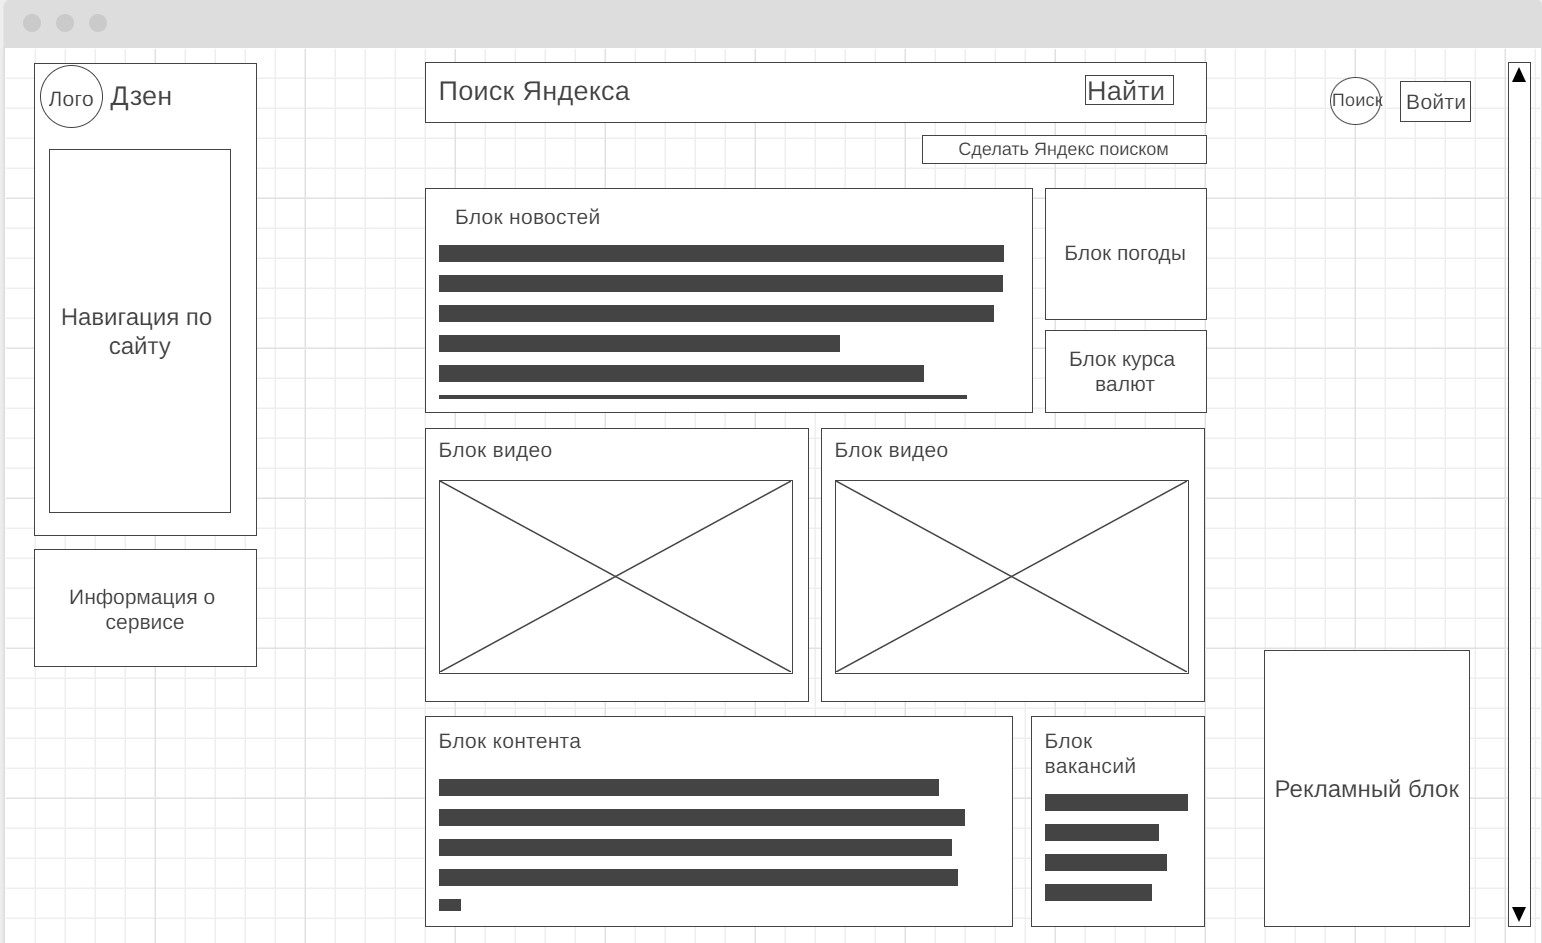 Лого
Дзен
Навигация по
сайту
Информация о
сервисе
Поиск Яндекса
Найти
Сделать Яндекс поиском
Поиск
Войти
Блок новостей
Блок погоды
Блок курса
валют
Блок видео
Блок видео
Блок контента
Блок
вакансий
Рекламный блок